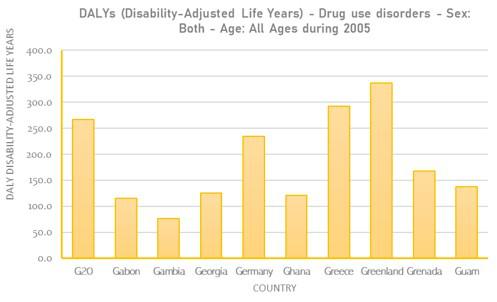 DALYs (Disability-Adjusted Life Years) - Drug use disorders - Sex:
Both - Age: All Ages during 2005
DALY DISABILITY-ADJUSTED LIFE YEARS
400.0
350.0
300.0
250.0
200.0
150.0
100.0
50.0
0.0
G20 Gabon Gambia Georgia Germany Ghana Greece Greenland Grenada Guam
COUNTRY